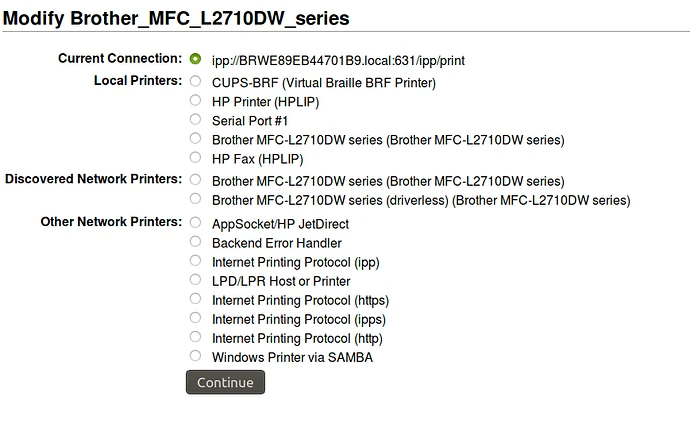 Modify Brother_MFC_L2710DW_series
Current Connection: ipp://BRWE89EB44701B9.local:631/ipp/print
Local Printers: CUPS-BRF (Virtual Braille BRF Printer)
HP Printer (HPLIP)
Serial Port #1
Brother MFC-L2710DW series (Brother MFC-L2710DW series)
HP Fax (HPLIP)
Discovered Network Printers: Brother MFC-L2710DW series (Brother MFC-L2710DW series)
Brother MFC-L2710DW series (driverless) (Brother MFC-L2710DW series)
Other Network Printers: AppSocket/HP JetDirect
Backend Error Handler
Internet Printing Protocol (ipp)
LPD/LPR Host or Printer
Internet Printing Protocol (https)
Internet Printing Protocol (ipps)
Internet Printing Protocol (http)
Windows Printer via SAMBA
Continue